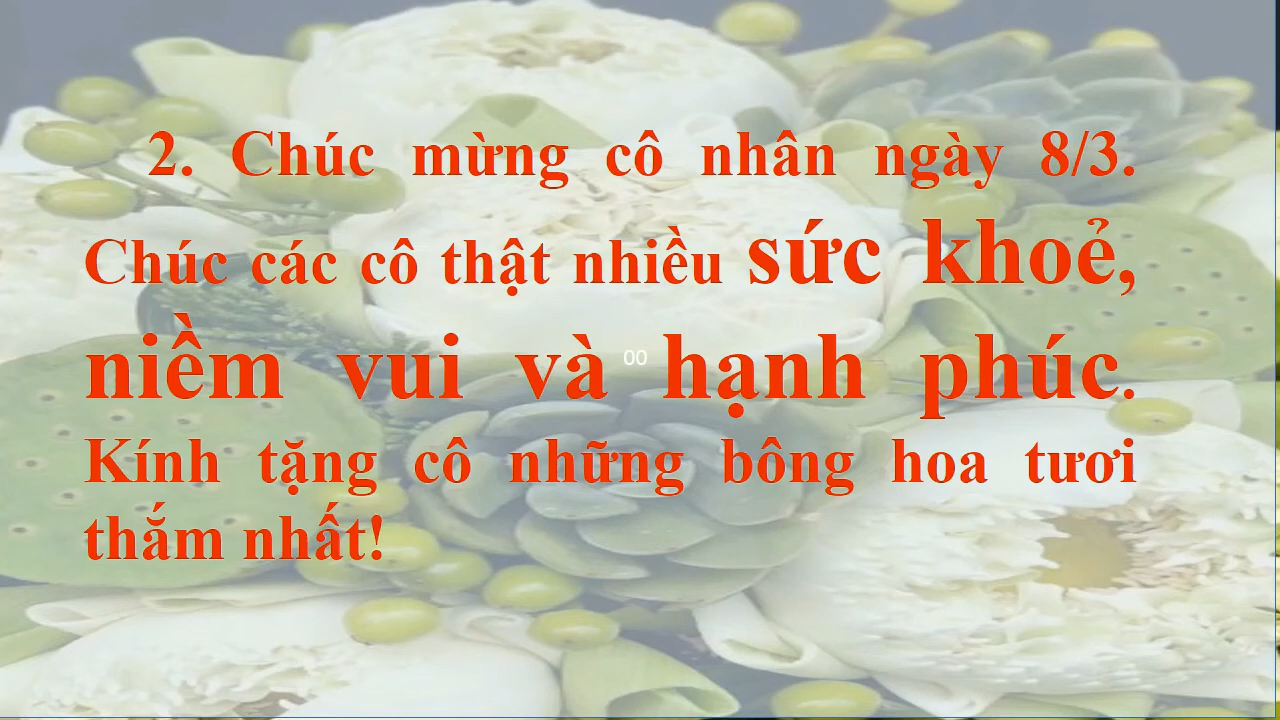 2. Chúc mừng cô nhân ngày 8/3.
Chúc các cô thật nhiều sức khoẻ,
niềm vui và hạnh phúc.
00
Kính tặng cô những bông hoa tươi
thắm nhất!